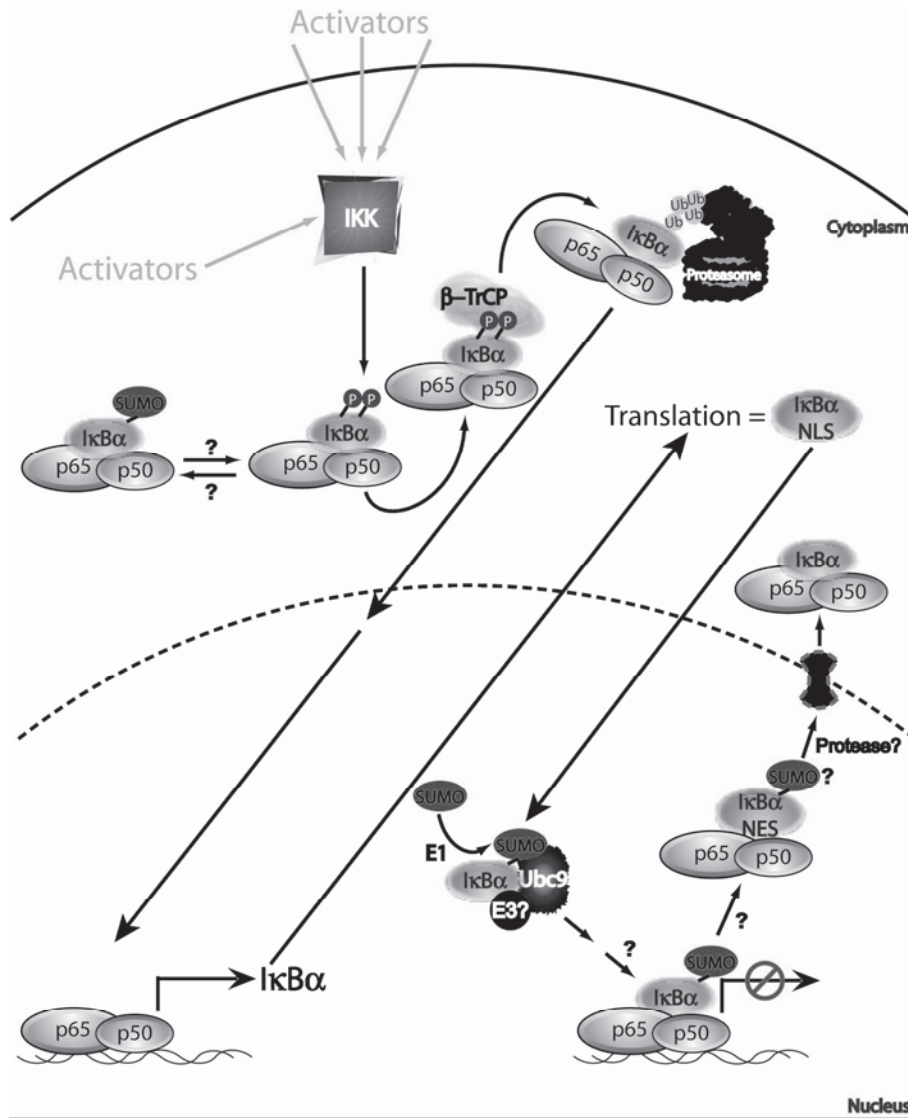 Activators
IKK
Activators
Ub
Ub
Ub
Ub
IκBα
p65
p50
Proteasome
Cytoplasm
β–TrCP
P P
IκBα
p65
p50
SUMO
IκBα
p65 p50
?
?
P P
IκBα
p65
p50
Translation =
IκBα
NLS
IκBα
p65
p50
Protease?
SUMO ?
IκBα
NES
p65
p50
SUMO
E1
SUMO
IκBα
Ubc9
E3?
?
?
SUMO
IκBα
p65
p50
IκBα
p65
p50
Nucleus